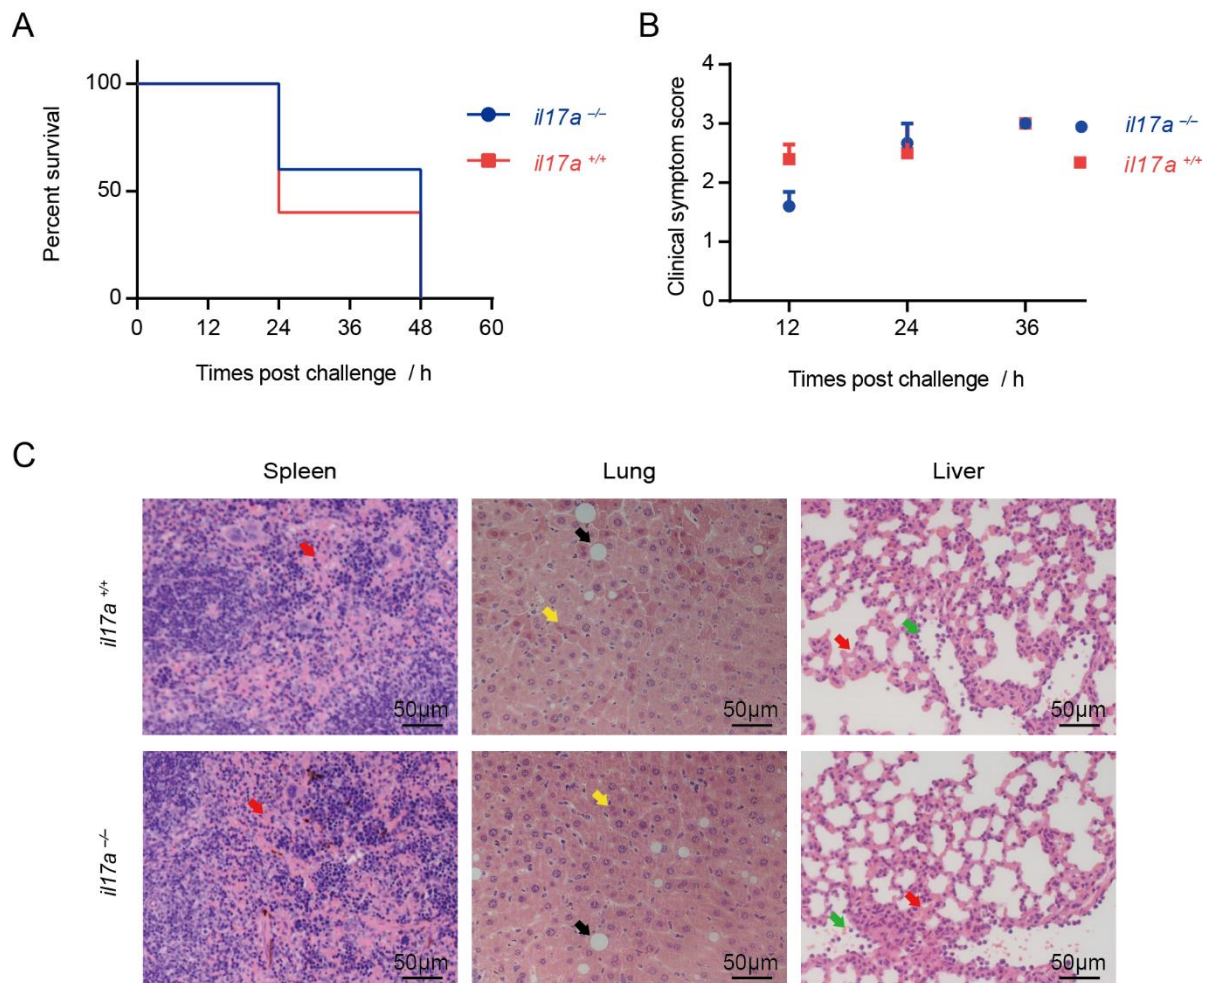 A
Percent survival
100
50
0
0 12 24 36 48 60
Times post challenge / h
il17a –/–
il17a +/+
B
Clinical symptom score
4
3
2
1
0
12 24 36
Times post challenge / h
il17a –/–
il17a +/+
C
Spleen Lung Liver
il17a +/+
50μm 50μm 50μm
il17a –/–
50μm 50μm 50μm